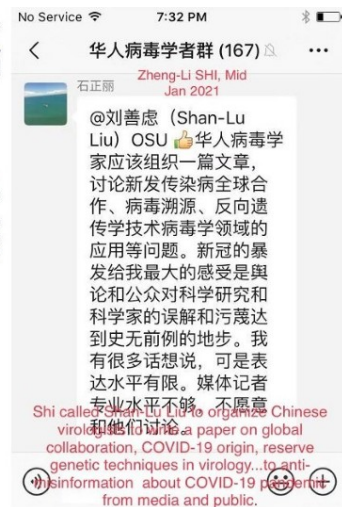 No Service 7:32 PM
华人病毒学者群 (167)
Zheng-Li SHI, Mid
Jan 2021
石正丽
@刘善虑（Shan-Lu
Liu）OSU 👍华人病毒学
家应该组织一篇文章，
讨论新发传染病全球合
作、病毒溯源、反向遗
传学技术病毒学领域的
应用等问题。新冠的暴
发给我最大的感受是舆
论和公众对科学研究和
科学家的误解和污蔑达
到史无前例的地步。我
有很多话想说，可是表
达水平有限。媒体记者
专业水平不够，不愿意
和他们讨论。
Shi called Shan-Lu Liu to organize Chinese
virologists to write a paper on global
collaboration, COVID-19 origin, reserve
genetic techniques in virology...to anti-
misinformation about COVID-19 pandemic
from media and public.